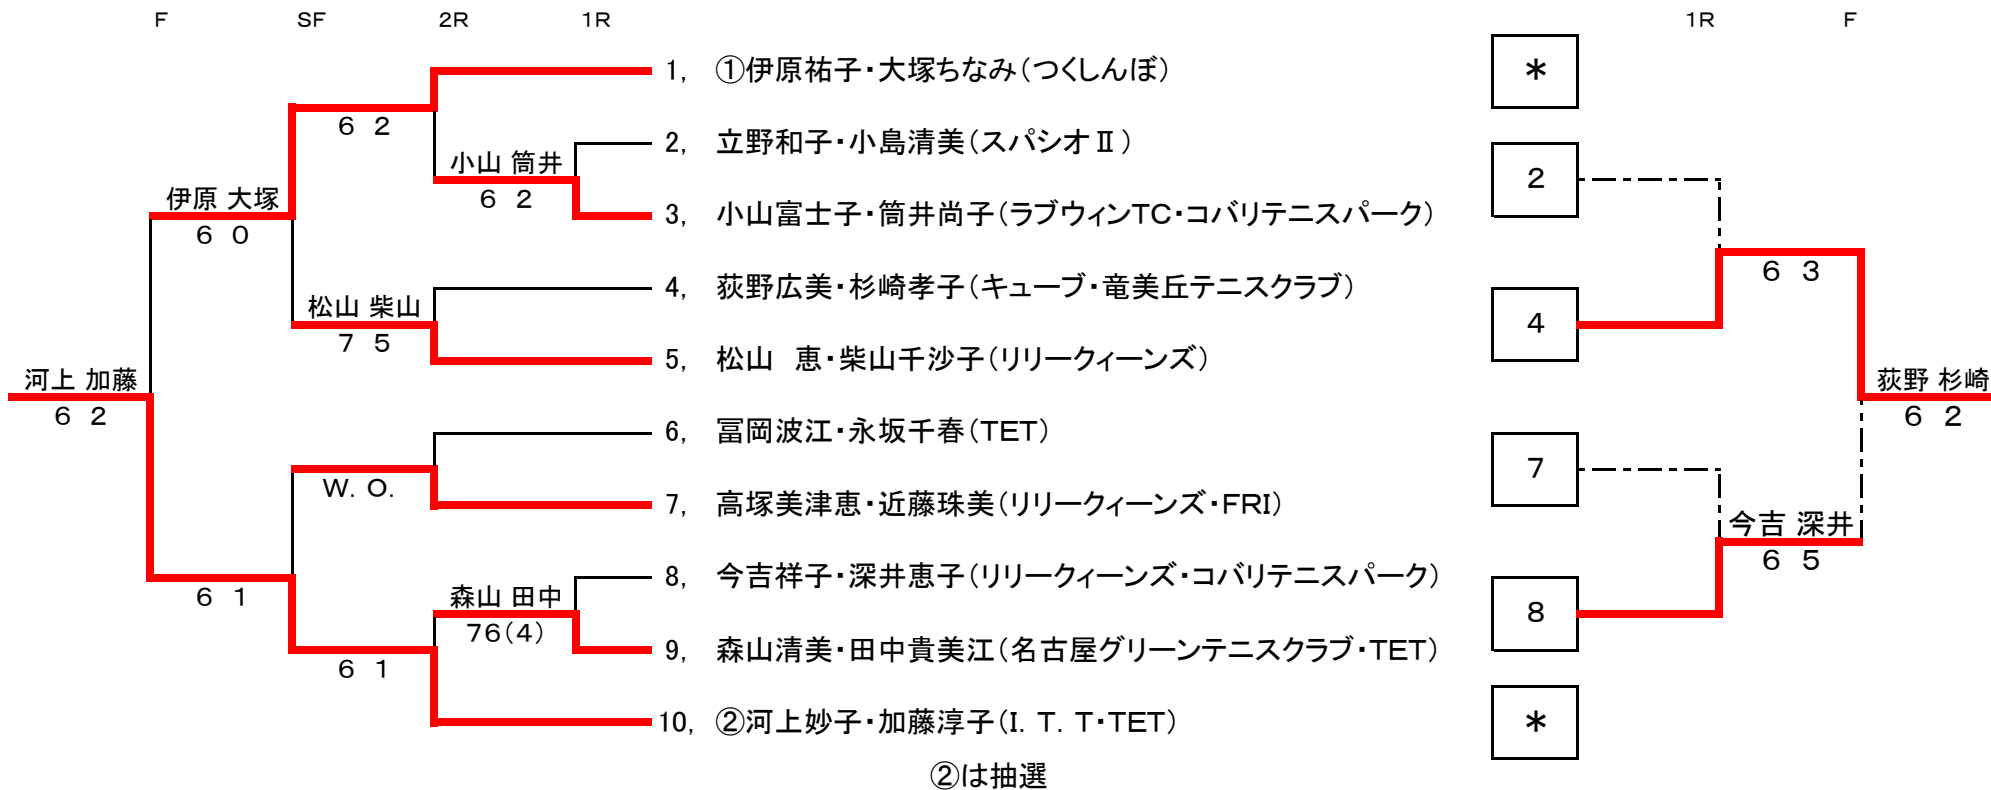 F SF 2R 1R 1R F
1, ①伊原祐子・大塚ちなみ(つくしんぼ) *
6 2
2, 立野和子・小島清美(スパシオⅡ)
小山 筒井
2
伊原 大塚
6 2
3, 小山富士子・筒井尚子(ラブウィンTC・コバリテニスパーク)
6 0
6 3
4, 荻野広美・杉崎孝子(キューブ・竜美丘テニスクラブ)
松山 柴山
4
7 5
5, 松山 恵・柴山千沙子(リリークィーンズ)
河上 加藤
荻野 杉崎
6 2
6 2
6, 冨岡波江・永坂千春(TET)
7
W. O.
7, 高塚美津恵・近藤珠美(リリークィーンズ・FRI)
今吉 深井
6 5
8, 今吉祥子・深井恵子(リリークィーンズ・コバリテニスパーク)
6 1
森山 田中
8
76(4)
9, 森山清美・田中貴美江(名古屋グリーンテニスクラブ・TET)
6 1
10, ②河上妙子・加藤淳子(I. T. T・TET) *
②は抽選